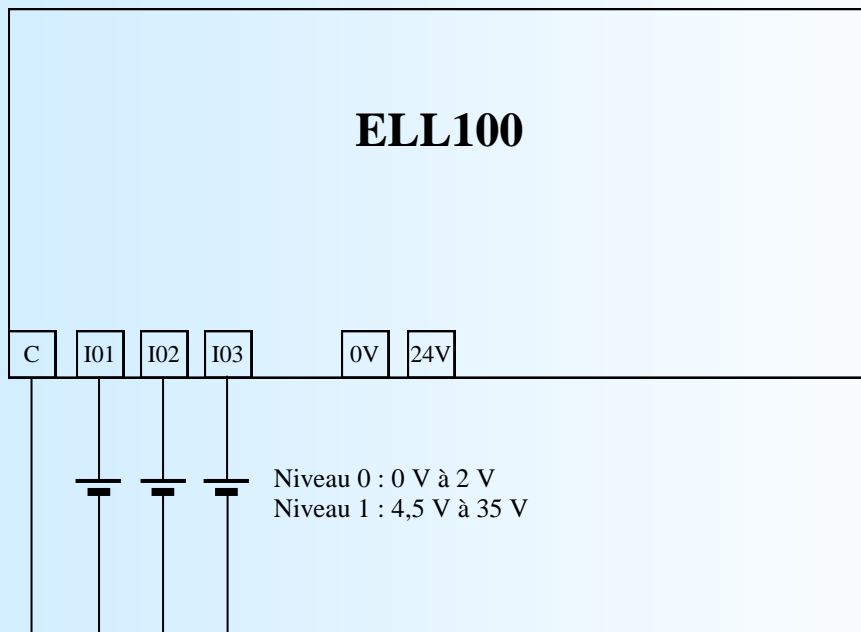 ELL100
C I01 I02 I03 0V 24V
Niveau 0 : 0 V à 2 V
Niveau 1 : 4,5 V à 35 V